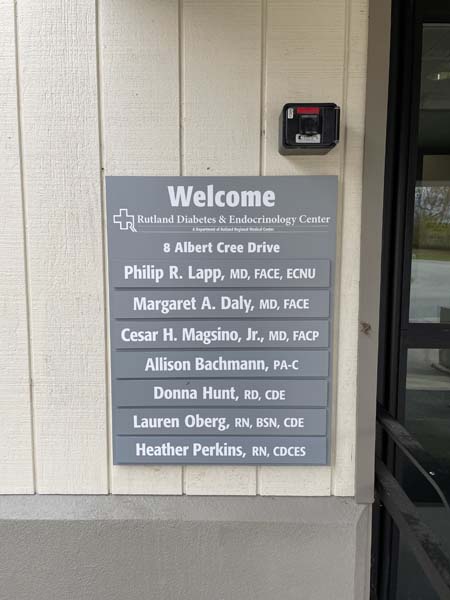 Welcome
Rutland Diabetes & Endocrinology Center
A Department of Rutland Regional Medical Center
8 Albert Cree Drive
Philip R. Lapp, MD, FACE, ECNU
Margaret A. Daly, MD, FACE
Cesar H. Magsino, Jr., MD, FACP
Allison Bachmann, PA-C
Donna Hunt, RD, CDE
Lauren Oberg, RN, BSN, CDE
Heather Perkins, RN, CDCES